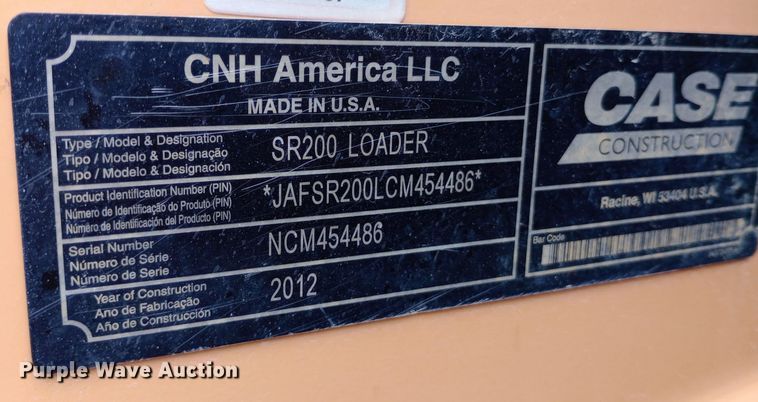 CNH America LLC
MADE IN U.S.A.
Type / Model & Designation
Tipo / Modelo & Designação
Tipo / Modelo & Designación
SR200 LOADER
Product Identification Number (PIN)
Número de Identificação do Produto (PIN)
Número de Identificación del Producto (PIN)
*JAFSR200LCM454486*
Serial Number
Número de Série
Número de Serie
NCM454486
Year of Construction
Ano de Fabricação
Año de Construcción
2012
CASE
CONSTRUCTION
Racine, WI 53404 U.S.A.
Bar Code
Purple Wave Auction